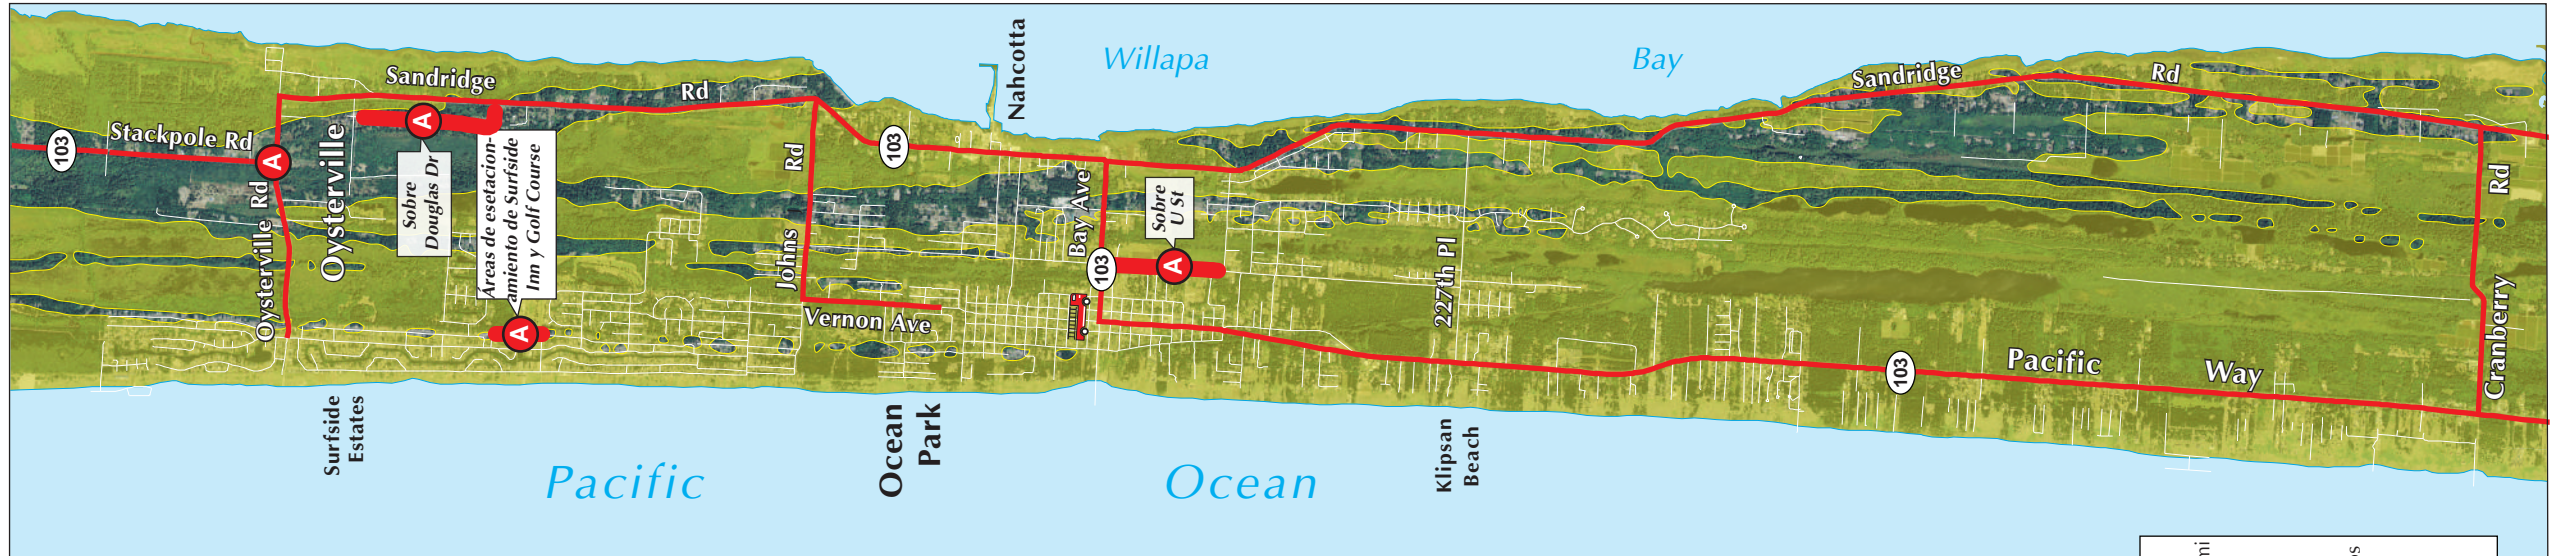 Willapa
Bay
Nahcotta
Sandridge
Rd
Sandridge
Rd
103
Stackpole Rd
A
Oysterville Rd
Oysterville
A
Sobre
Douglas Dr
Áreas de esetacion-
amiento de Surfside
Inn y Golf Course
A
Johns
Rd
103
Vernon Ave
Bay Ave
103
Sobre
U St
A
227th Pl
103
Pacific
Way
Cranberry
Rd
Surfside
Estates
Ocean
Park
Klipsan
Beach
Pacific
Ocean
mi